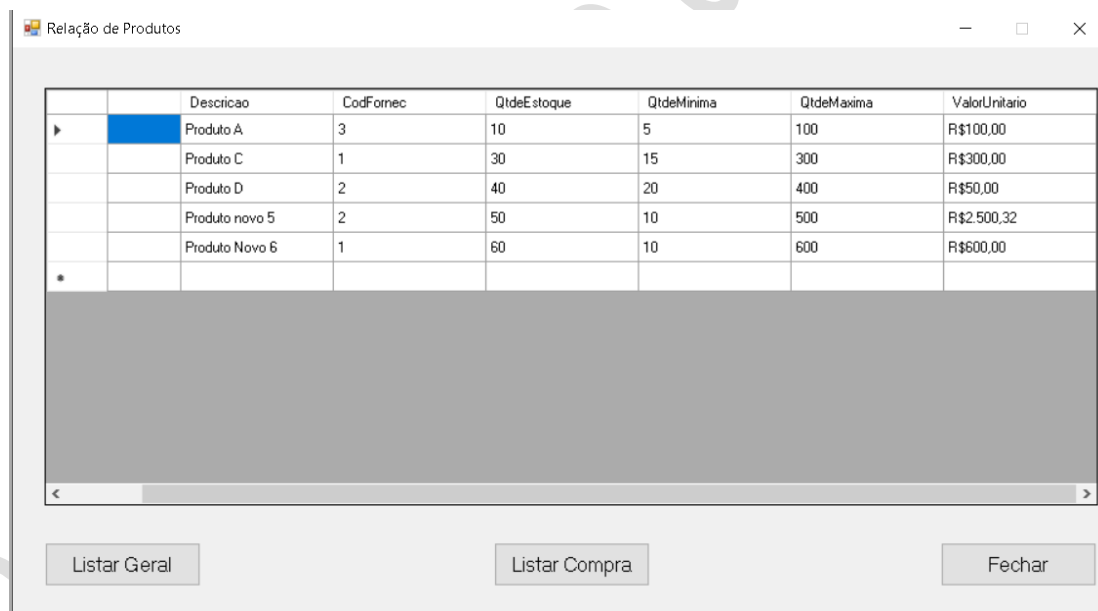 Relação de Produtos
Descricao CodFornec QtdeEstoque QtdeMinima QtdeMaxima ValorUnitario
Produto A 3 10 5 100 R$100,00
Produto C 1 30 15 300 R$300,00
Produto D 2 40 20 400 R$50,00
Produto novo 5 2 50 10 500 R$2.500,32
Produto Novo 6 1 60 10 600 R$600,00
Listar Geral Listar Compra Fechar